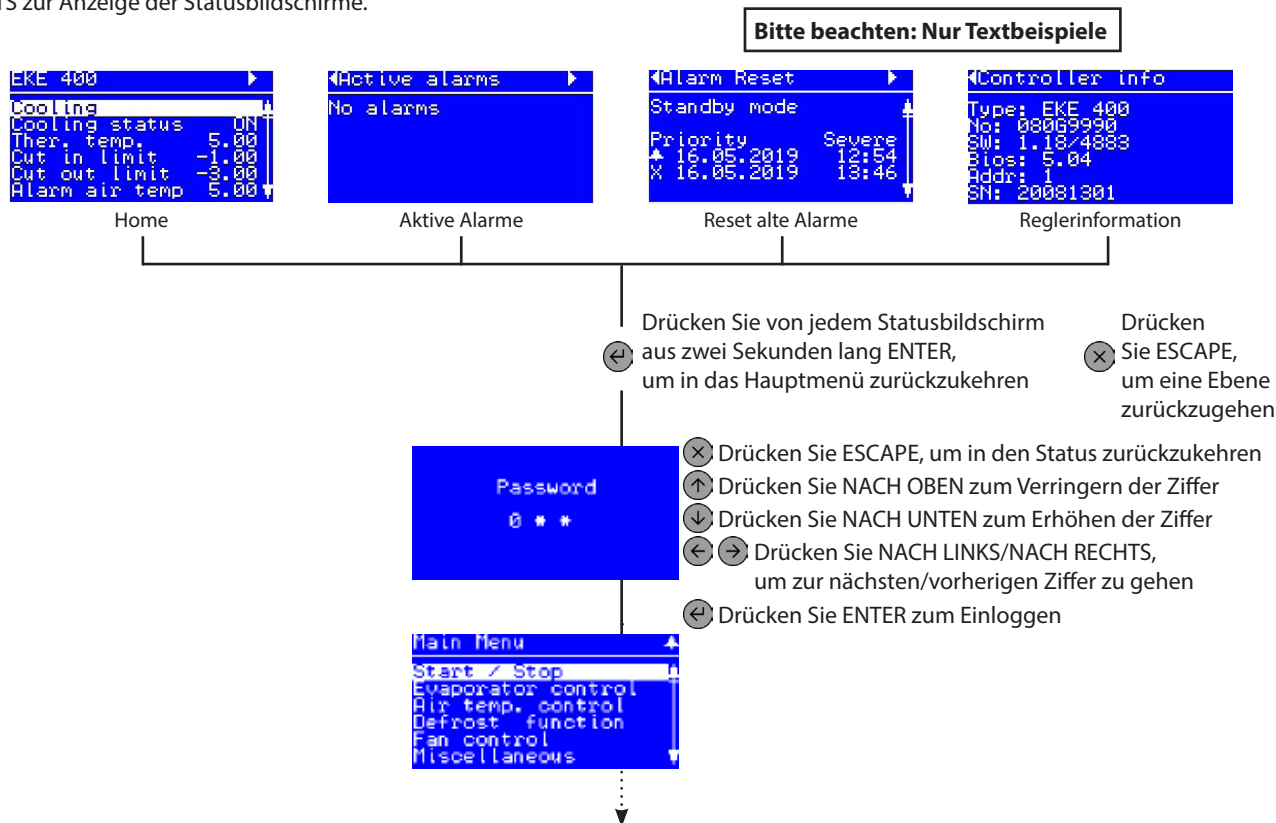 TS zur Anzeige der Statusbildschirme.
Bitte beachten: Nur Textbeispiele
EKE 400
Cooling
Cooling status ON
Ther. temp. 5.00
Cut in limit -1.00
Cut out limit -3.00
Alarm air temp 5.00
Home
Active alarms
No alarms
Aktive Alarme
Alarm Reset
Standby mode
Priority Severe
16.05.2019 12:54
X 16.05.2019 13:46
Reset alte Alarme
Controller info
Type: EKE 400
No: 080G9990
SW: 1.18/4883
Bios: 5.04
Addr: 1
SN: 20081301
Reglerinformation
Drücken Sie von jedem Statusbildschirm
aus zwei Sekunden lang ENTER,
um in das Hauptmenü zurückzukehren
Drücken
Sie ESCAPE,
um eine Ebene
zurückzugehen
Password
0 * *
Drücken Sie ESCAPE, um in den Status zurückzukehren
Drücken Sie NACH OBEN zum Verringern der Ziffer
Drücken Sie NACH UNTEN zum Erhöhen der Ziffer
Drücken Sie NACH LINKS/NACH RECHTS,
um zur nächsten/vorherigen Ziffer zu gehen
Drücken Sie ENTER zum Einloggen
Main Menu
Start / Stop
Evaporator control
Air temp. control
Defrost function
Fan control
Miscellaneous